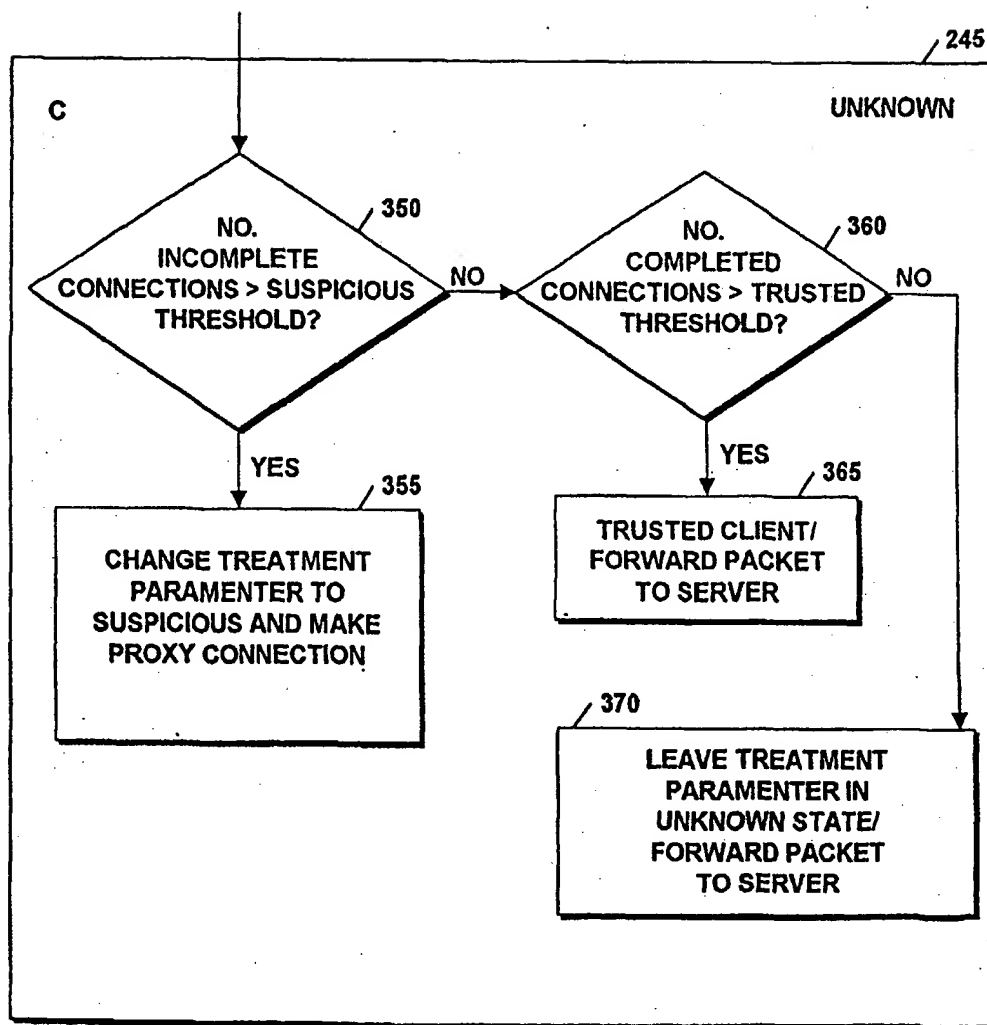 245
C
UNKNOWN
350
NO.
INCOMPLETE
CONNECTIONS > SUSPICIOUS
THRESHOLD?
NO
360
NO.
COMPLETED
CONNECTIONS > TRUSTED
THRESHOLD?
NO
YES
355
CHANGE TREATMENT
PARAMENTER TO
SUSPICIOUS AND MAKE
PROXY CONNECTION
YES
365
TRUSTED CLIENT/
FORWARD PACKET
TO SERVER
370
LEAVE TREATMENT
PARAMENTER IN
UNKNOWN STATE/
FORWARD PACKET
TO SERVER